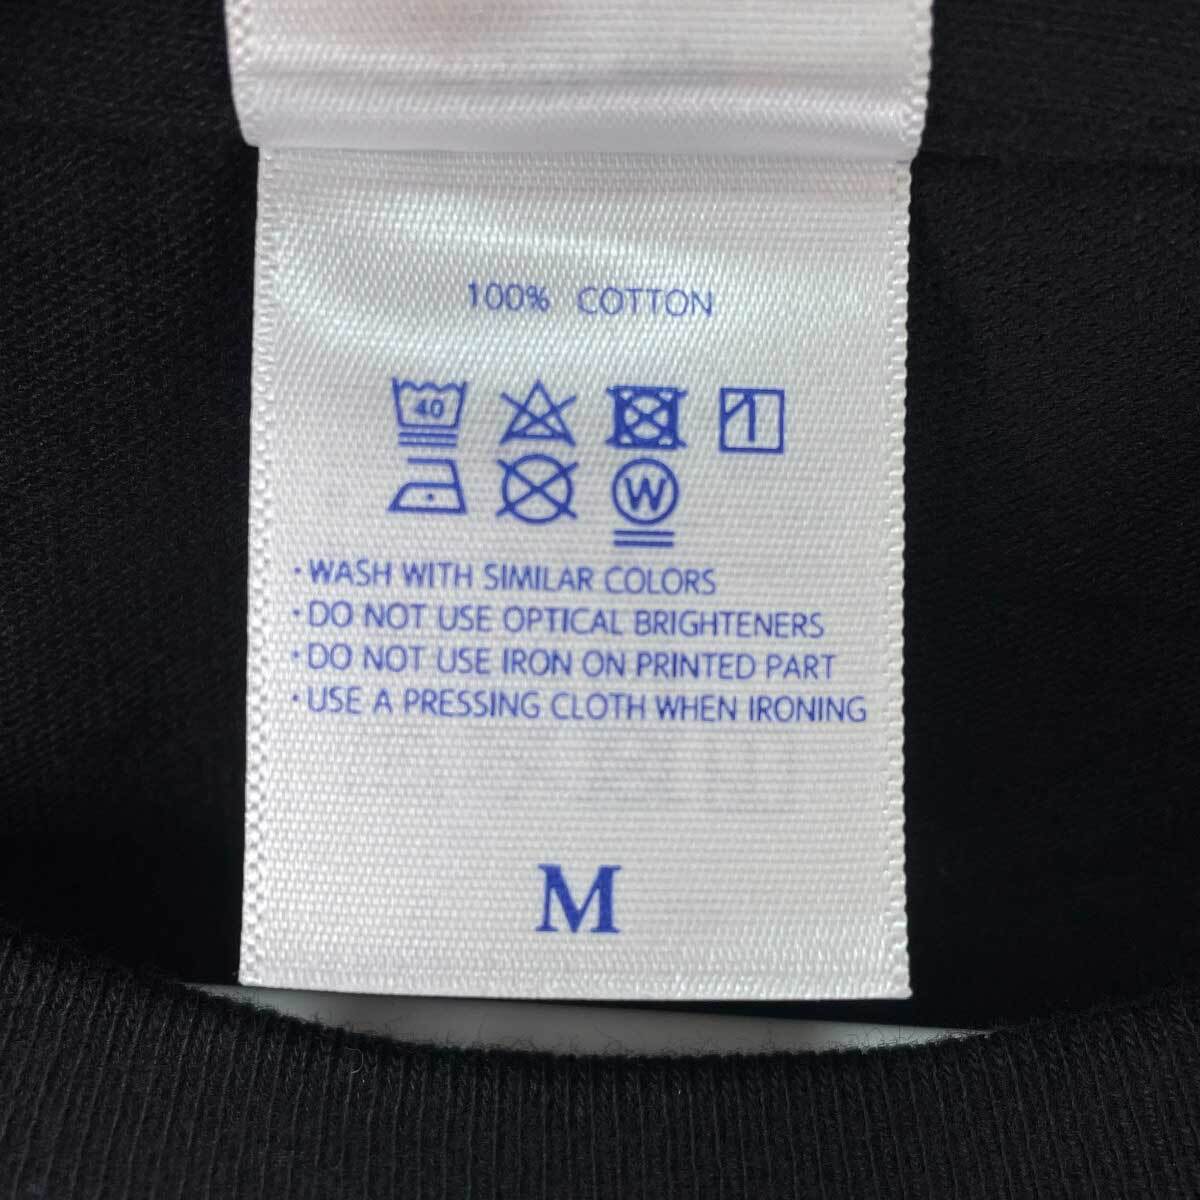 100% COTTON
40
W
· WASH WITH SIMILAR COLORS
· DO NOT USE OPTICAL BRIGHTENERS
· DO NOT USE IRON ON PRINTED PART
· USE A PRESSING CLOTH WHEN IRONING
M